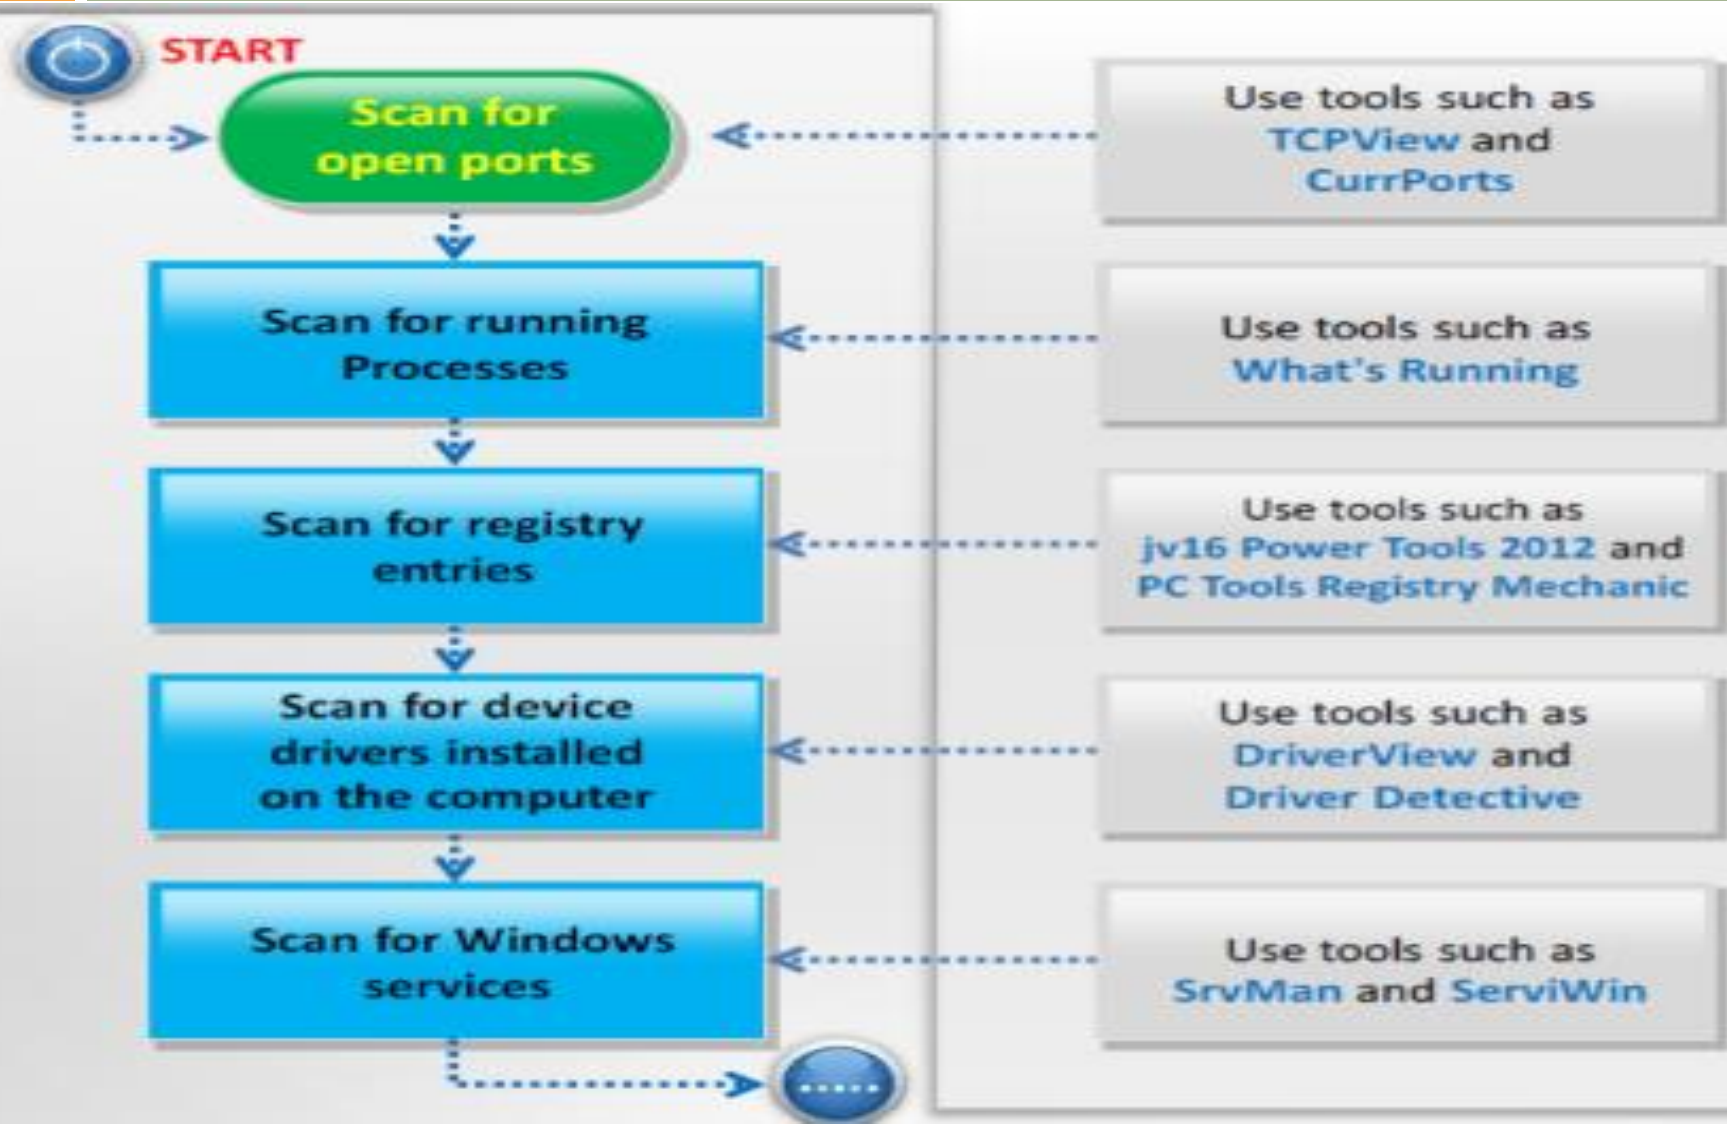 START
Scan for
open ports
Use tools such as
TCPView and
CurrPorts
Scan for running
Processes
Use tools such as
What's Running
Scan for registry
entries
Use tools such as
jv16 Power Tools 2012 and
PC Tools Registry Mechanic
Scan for device
drivers installed
on the computer
Use tools such as
DriverView and
Driver Detective
Scan for Windows
services
Use tools such as
SrvMan and ServiWin